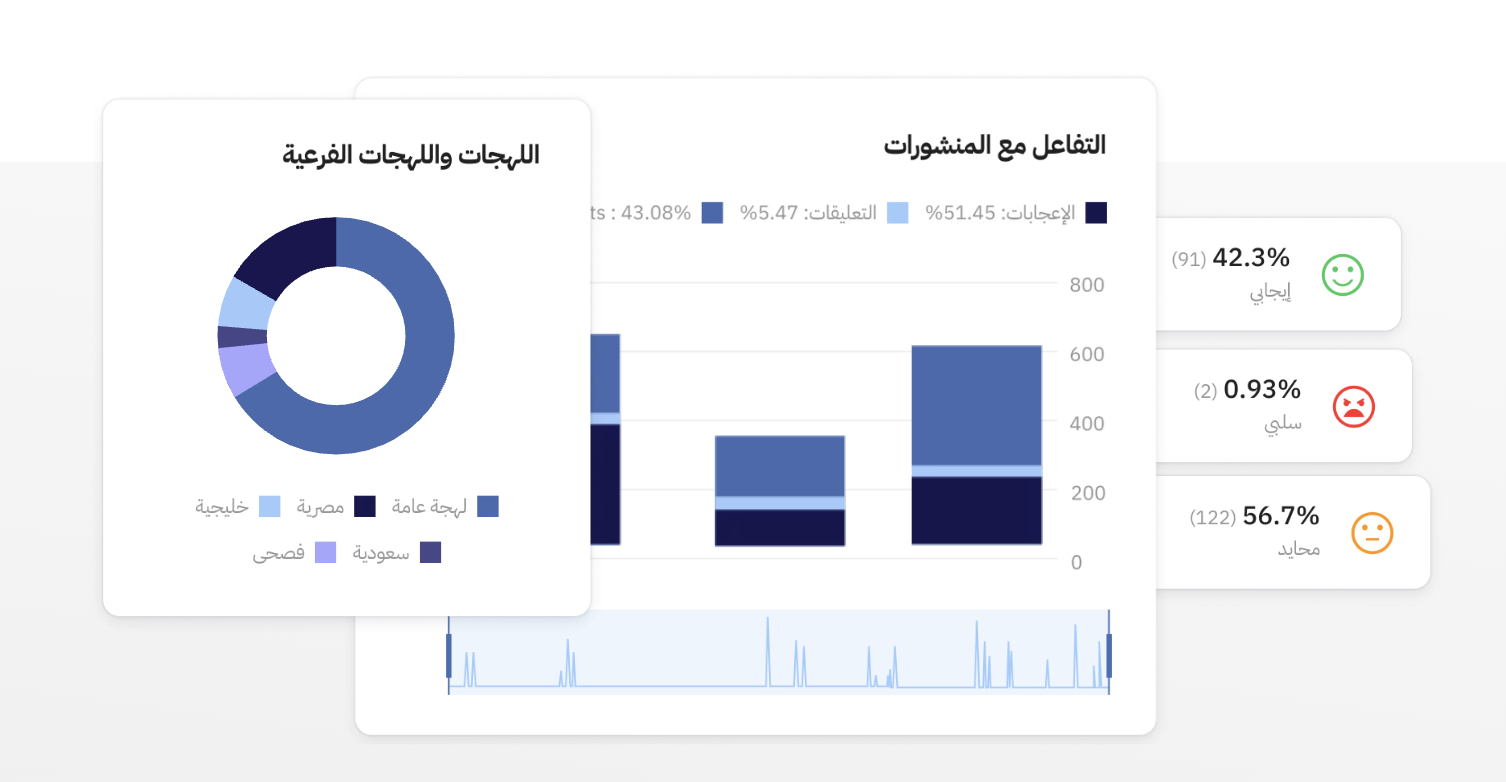 اللهجات واللهجات الفرعية
لهجة عامة مصرية خليجية
سعودية فصحى
التفاعل مع المنشورات
الإعجابات: 51.45% التعليقات: 5.47% ts : 43.08%
800
600
400
200
0
42.3% (91)
إيجابي
0.93% (2)
سلبي
56.7% (122)
محايد